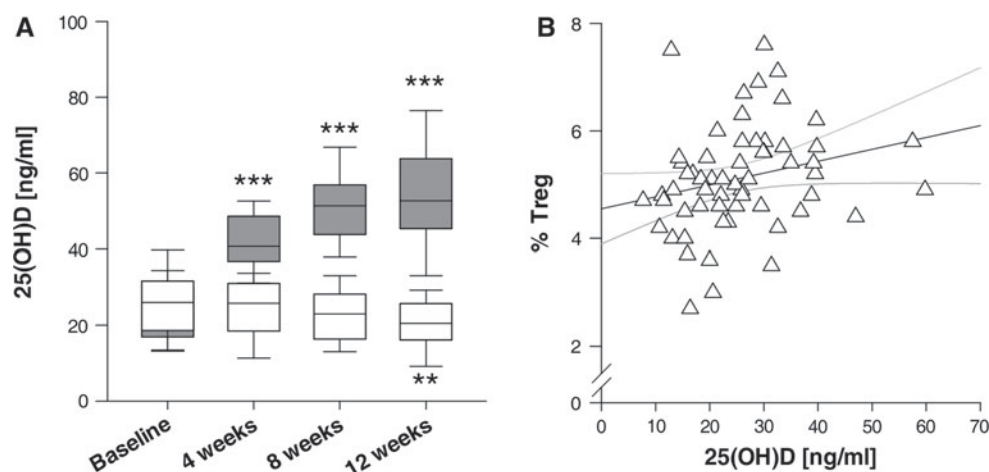 A
25(OH)D [ng/ml]
100
80
60
40
20
0
***
***
***
**
Baseline
4 weeks
8 weeks
12 weeks
B
% Treg
8
6
4
2
0
0 10 20 30 40 50 60 70
25(OH)D [ng/ml]